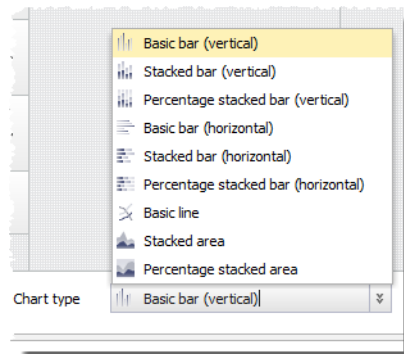 Basic bar (vertical)
Stacked bar (vertical)
Percentage stacked bar (vertical)
Basic bar (horizontal)
Stacked bar (horizontal)
Percentage stacked bar (horizontal)
Basic line
Stacked area
Percentage stacked area
Chart type Basic bar (vertical)